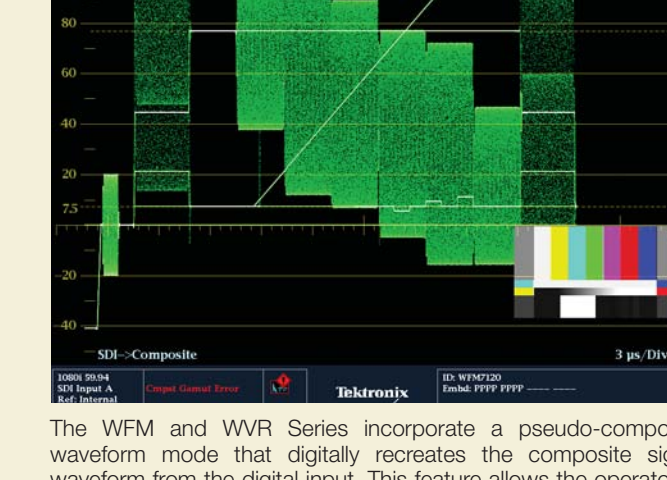 80
60
40
20
7.5
-20
-40
SDI->Composite
3 µs/Div
1080i 59.94
SDI Input A
Ref: Internal
Cmpst Gamut Error
Tektronix
ID: WFM7120
Embd: PPPP PPPP ---- ----
The WFM and WVR Series incorporate a pseudo-compo
waveform mode that digitally recreates the composite sig
waveform from the digital input. This feature allows the operato